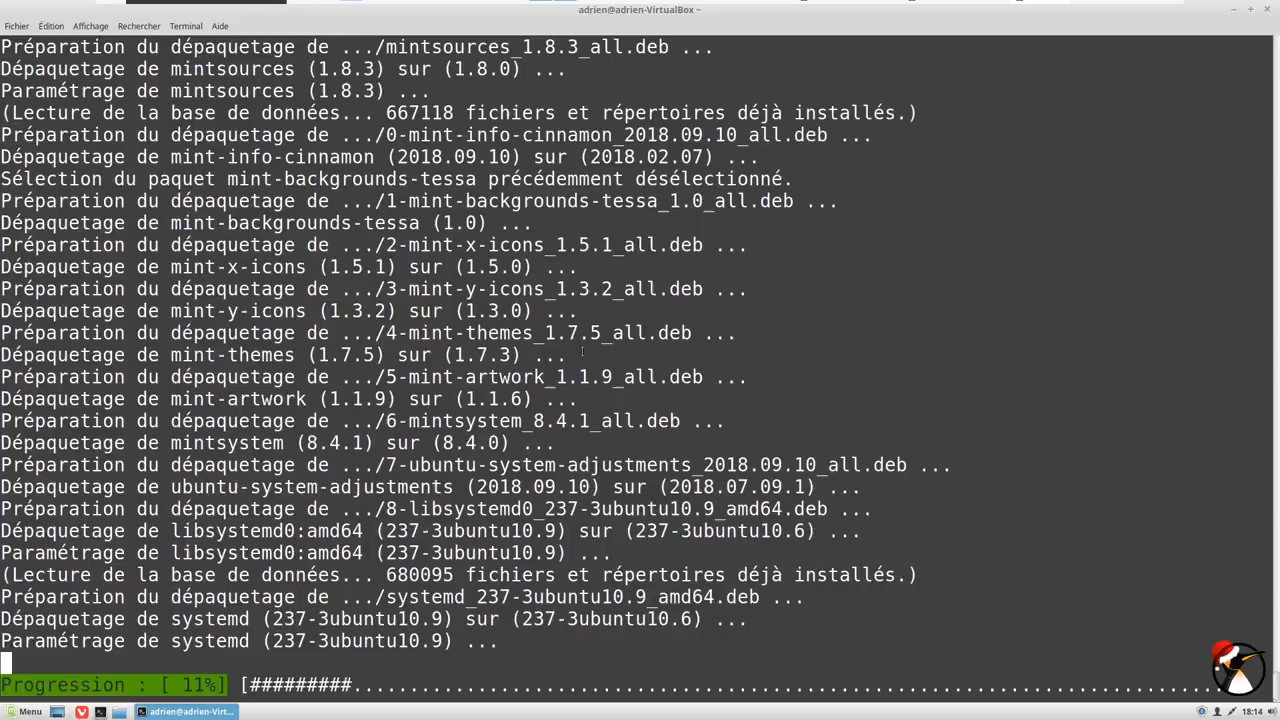 adrien@adrien-VirtualBox ~
Fichier Édition Affichage Rechercher Terminal Aide
Préparation du dépaquetage de .../mintsources_1.8.3_all.deb ...
Dépaquetage de mintsources (1.8.3) sur (1.8.0) ...
Paramétrage de mintsources (1.8.3) ...
(Lecture de la base de données... 667118 fichiers et répertoires déjà installés.)
Préparation du dépaquetage de .../0-mint-info-cinnamon_2018.09.10_all.deb ...
Dépaquetage de mint-info-cinnamon (2018.09.10) sur (2018.02.07) ...
Sélection du paquet mint-backgrounds-tessa précédemment désélectionné.
Préparation du dépaquetage de .../1-mint-backgrounds-tessa_1.0_all.deb ...
Dépaquetage de mint-backgrounds-tessa (1.0) ...
Préparation du dépaquetage de .../2-mint-x-icons_1.5.1_all.deb ...
Dépaquetage de mint-x-icons (1.5.1) sur (1.5.0) ...
Préparation du dépaquetage de .../3-mint-y-icons_1.3.2_all.deb ...
Dépaquetage de mint-y-icons (1.3.2) sur (1.3.0) ...
Préparation du dépaquetage de .../4-mint-themes_1.7.5_all.deb ...
Dépaquetage de mint-themes (1.7.5) sur (1.7.3) ...
Préparation du dépaquetage de .../5-mint-artwork_1.1.9_all.deb ...
Dépaquetage de mint-artwork (1.1.9) sur (1.1.6) ...
Préparation du dépaquetage de .../6-mintsystem_8.4.1_all.deb ...
Dépaquetage de mintsystem (8.4.1) sur (8.4.0) ...
Préparation du dépaquetage de .../7-ubuntu-system-adjustments_2018.09.10_all.deb ...
Dépaquetage de ubuntu-system-adjustments (2018.09.10) sur (2018.07.09.1) ...
Préparation du dépaquetage de .../8-libsystemd0_237-3ubuntu10.9_amd64.deb ...
Dépaquetage de libsystemd0:amd64 (237-3ubuntu10.9) sur (237-3ubuntu10.6) ...
Paramétrage de libsystemd0:amd64 (237-3ubuntu10.9) ...
(Lecture de la base de données... 680095 fichiers et répertoires déjà installés.)
Préparation du dépaquetage de .../systemd_237-3ubuntu10.9_amd64.deb ...
Dépaquetage de systemd (237-3ubuntu10.9) sur (237-3ubuntu10.6) ...
Paramétrage de systemd (237-3ubuntu10.9) ...
Progression : [ 11%] [#########..............................................................................
Menu adrien@adrien-Virt... 18:14